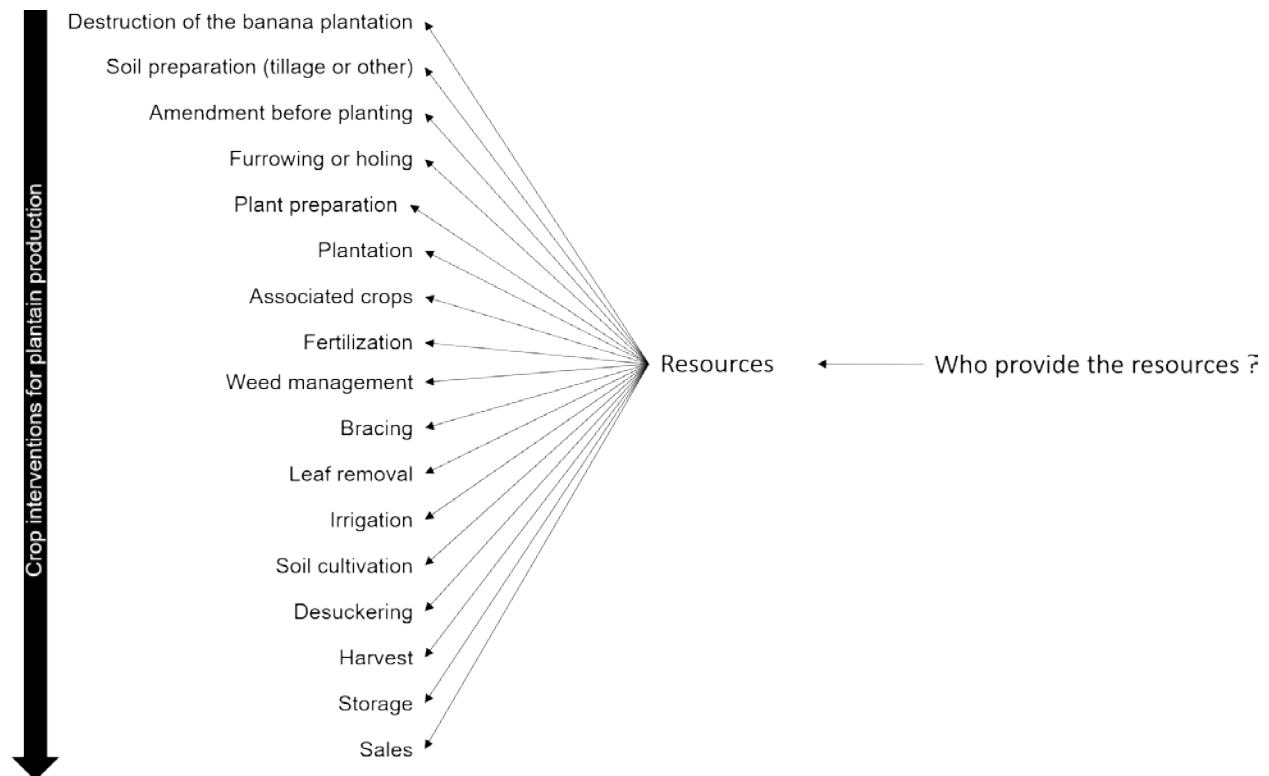 Crop interventions for plantain production
Destruction of the banana plantation
Soil preparation (tillage or other)
Amendment before planting
Furrowing or holing
Plant preparation
Plantation
Associated crops
Fertilization
Weed management
Bracing
Leaf removal
Irrigation
Soil cultivation
Desuckering
Harvest
Storage
Sales
Resources
Who provide the resources ?